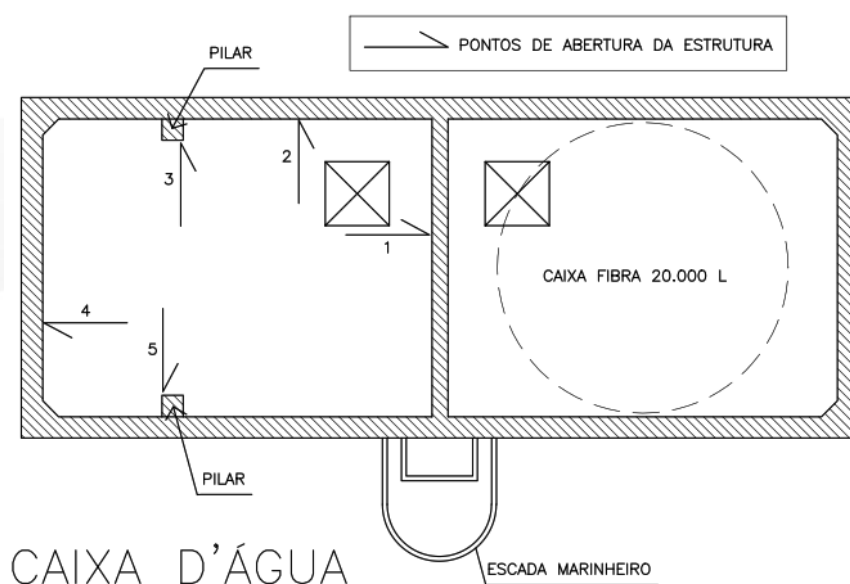 PILAR
PONTOS DE ABERTURA DA ESTRUTURA
2
3
1
CAIXA FIBRA 20.000 L
4
5
PILAR
CAIXA D'ÁGUA
ESCADA MARINHEIRO